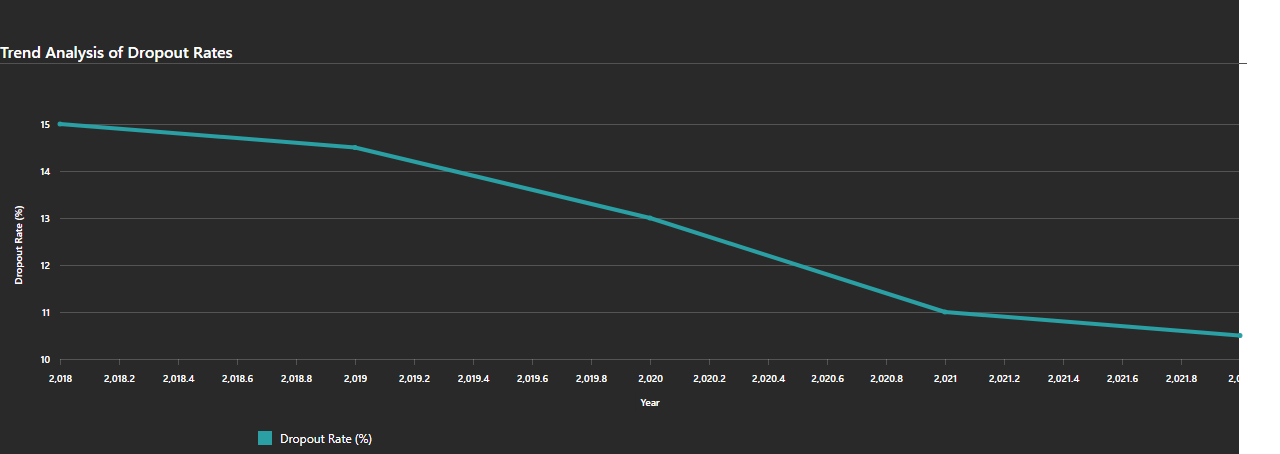 Trend Analysis of Dropout Rates
15
14
13
12
11
10
Dropout Rate (%)
2,018 2,018.2 2,018.4 2,018.6 2,018.8 2,019 2,019.2 2,019.4 2,019.6 2,019.8 2,020 2,020.2 2,020.4 2,020.6 2,020.8 2,021 2,021.2 2,021.4 2,021.6 2,021.8
Year
Dropout Rate (%)